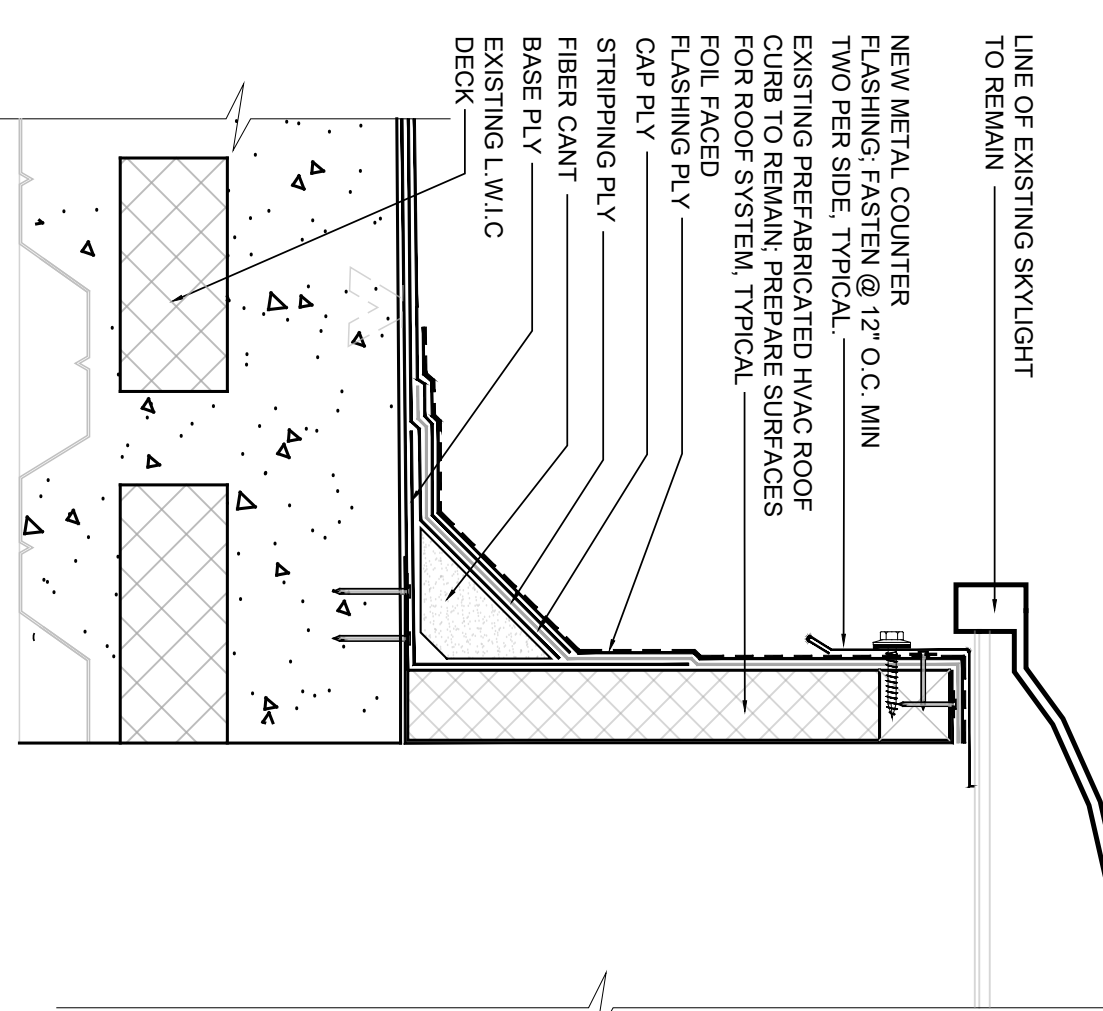 LINE OF EXISTING SKYLIGHT
TO REMAIN
NEW METAL COUNTER
FLASHING; FASTEN @ 12" O.C. MIN
TWO PER SIDE, TYPICAL.
EXISTING PREFABRICATED HVAC ROOF
CURB TO REMAIN; PREPARE SURFACES
FOR ROOF SYSTEM, TYPICAL
FOIL FACED
FLASHING PLY
CAP PLY
STRIPPING PLY
FIBER CANT
BASE PLY
EXISTING L.W.I.C
DECK